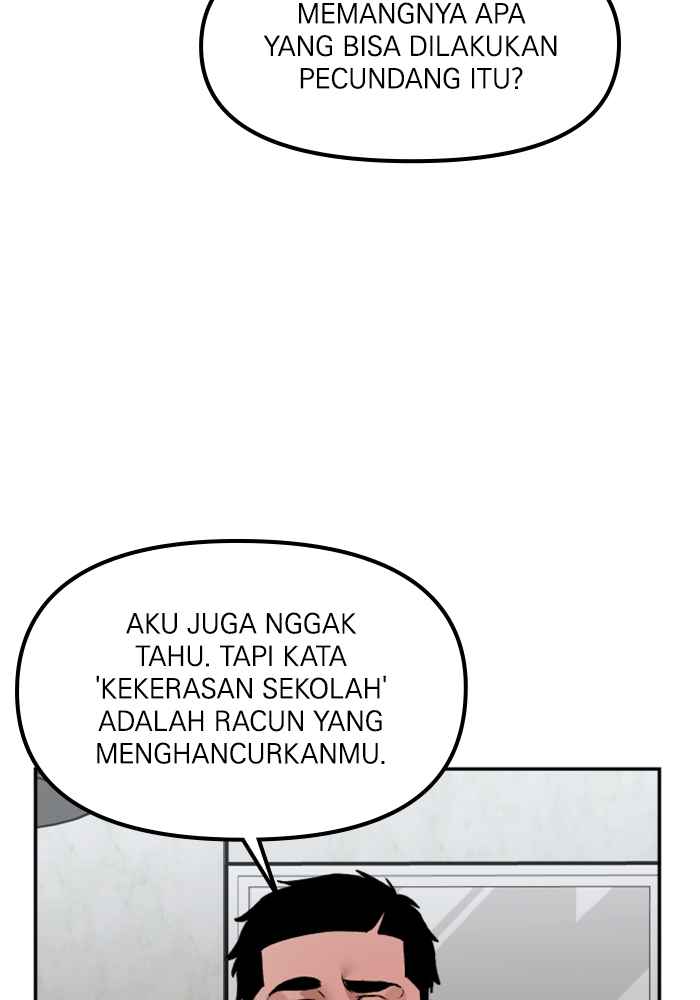 MEMANGNYA APA
YANG BISA DILAKUKAN
PECUNDANG ITU?
AKU JUGA NGGAK
TAHU. TAPI KATA
'KEKERASAN SEKOLAH'
ADALAH RACUN YANG
MENGHANCURKANMU.